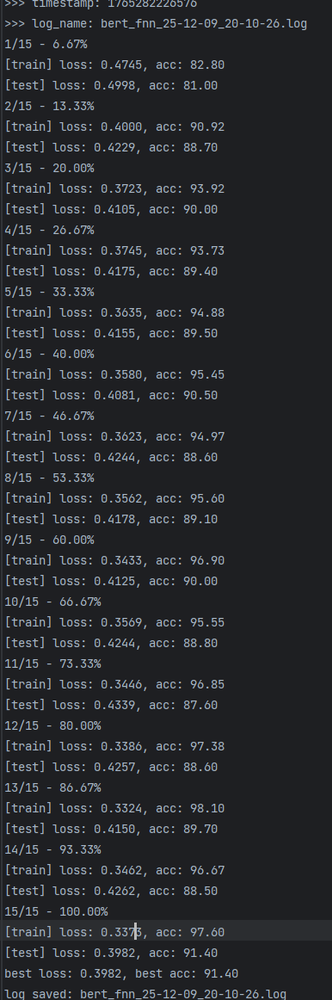 >>> timestamp: 1765282226576
>>> log_name: bert_fnn_25-12-09_20-10-26.log
1/15 - 6.67%
[train] loss: 0.4745, acc: 82.80
[test] loss: 0.4998, acc: 81.00
2/15 - 13.33%
[train] loss: 0.4000, acc: 90.92
[test] loss: 0.4229, acc: 88.70
3/15 - 20.00%
[train] loss: 0.3723, acc: 93.92
[test] loss: 0.4105, acc: 90.00
4/15 - 26.67%
[train] loss: 0.3745, acc: 93.73
[test] loss: 0.4175, acc: 89.40
5/15 - 33.33%
[train] loss: 0.3635, acc: 94.88
[test] loss: 0.4155, acc: 89.50
6/15 - 40.00%
[train] loss: 0.3580, acc: 95.45
[test] loss: 0.4081, acc: 90.50
7/15 - 46.67%
[train] loss: 0.3623, acc: 94.97
[test] loss: 0.4244, acc: 88.60
8/15 - 53.33%
[train] loss: 0.3562, acc: 95.60
[test] loss: 0.4178, acc: 89.10
9/15 - 60.00%
[train] loss: 0.3433, acc: 96.90
[test] loss: 0.4125, acc: 90.00
10/15 - 66.67%
[train] loss: 0.3569, acc: 95.55
[test] loss: 0.4244, acc: 88.80
11/15 - 73.33%
[train] loss: 0.3446, acc: 96.85
[test] loss: 0.4339, acc: 87.60
12/15 - 80.00%
[train] loss: 0.3386, acc: 97.38
[test] loss: 0.4257, acc: 88.60
13/15 - 86.67%
[train] loss: 0.3324, acc: 98.10
[test] loss: 0.4150, acc: 89.70
14/15 - 93.33%
[train] loss: 0.3462, acc: 96.67
[test] loss: 0.4262, acc: 88.50
15/15 - 100.00%
[train] loss: 0.3373, acc: 97.60
[test] loss: 0.3982, acc: 91.40
best loss: 0.3982, best acc: 91.40
log saved: bert_fnn_25-12-09_20-10-26.log